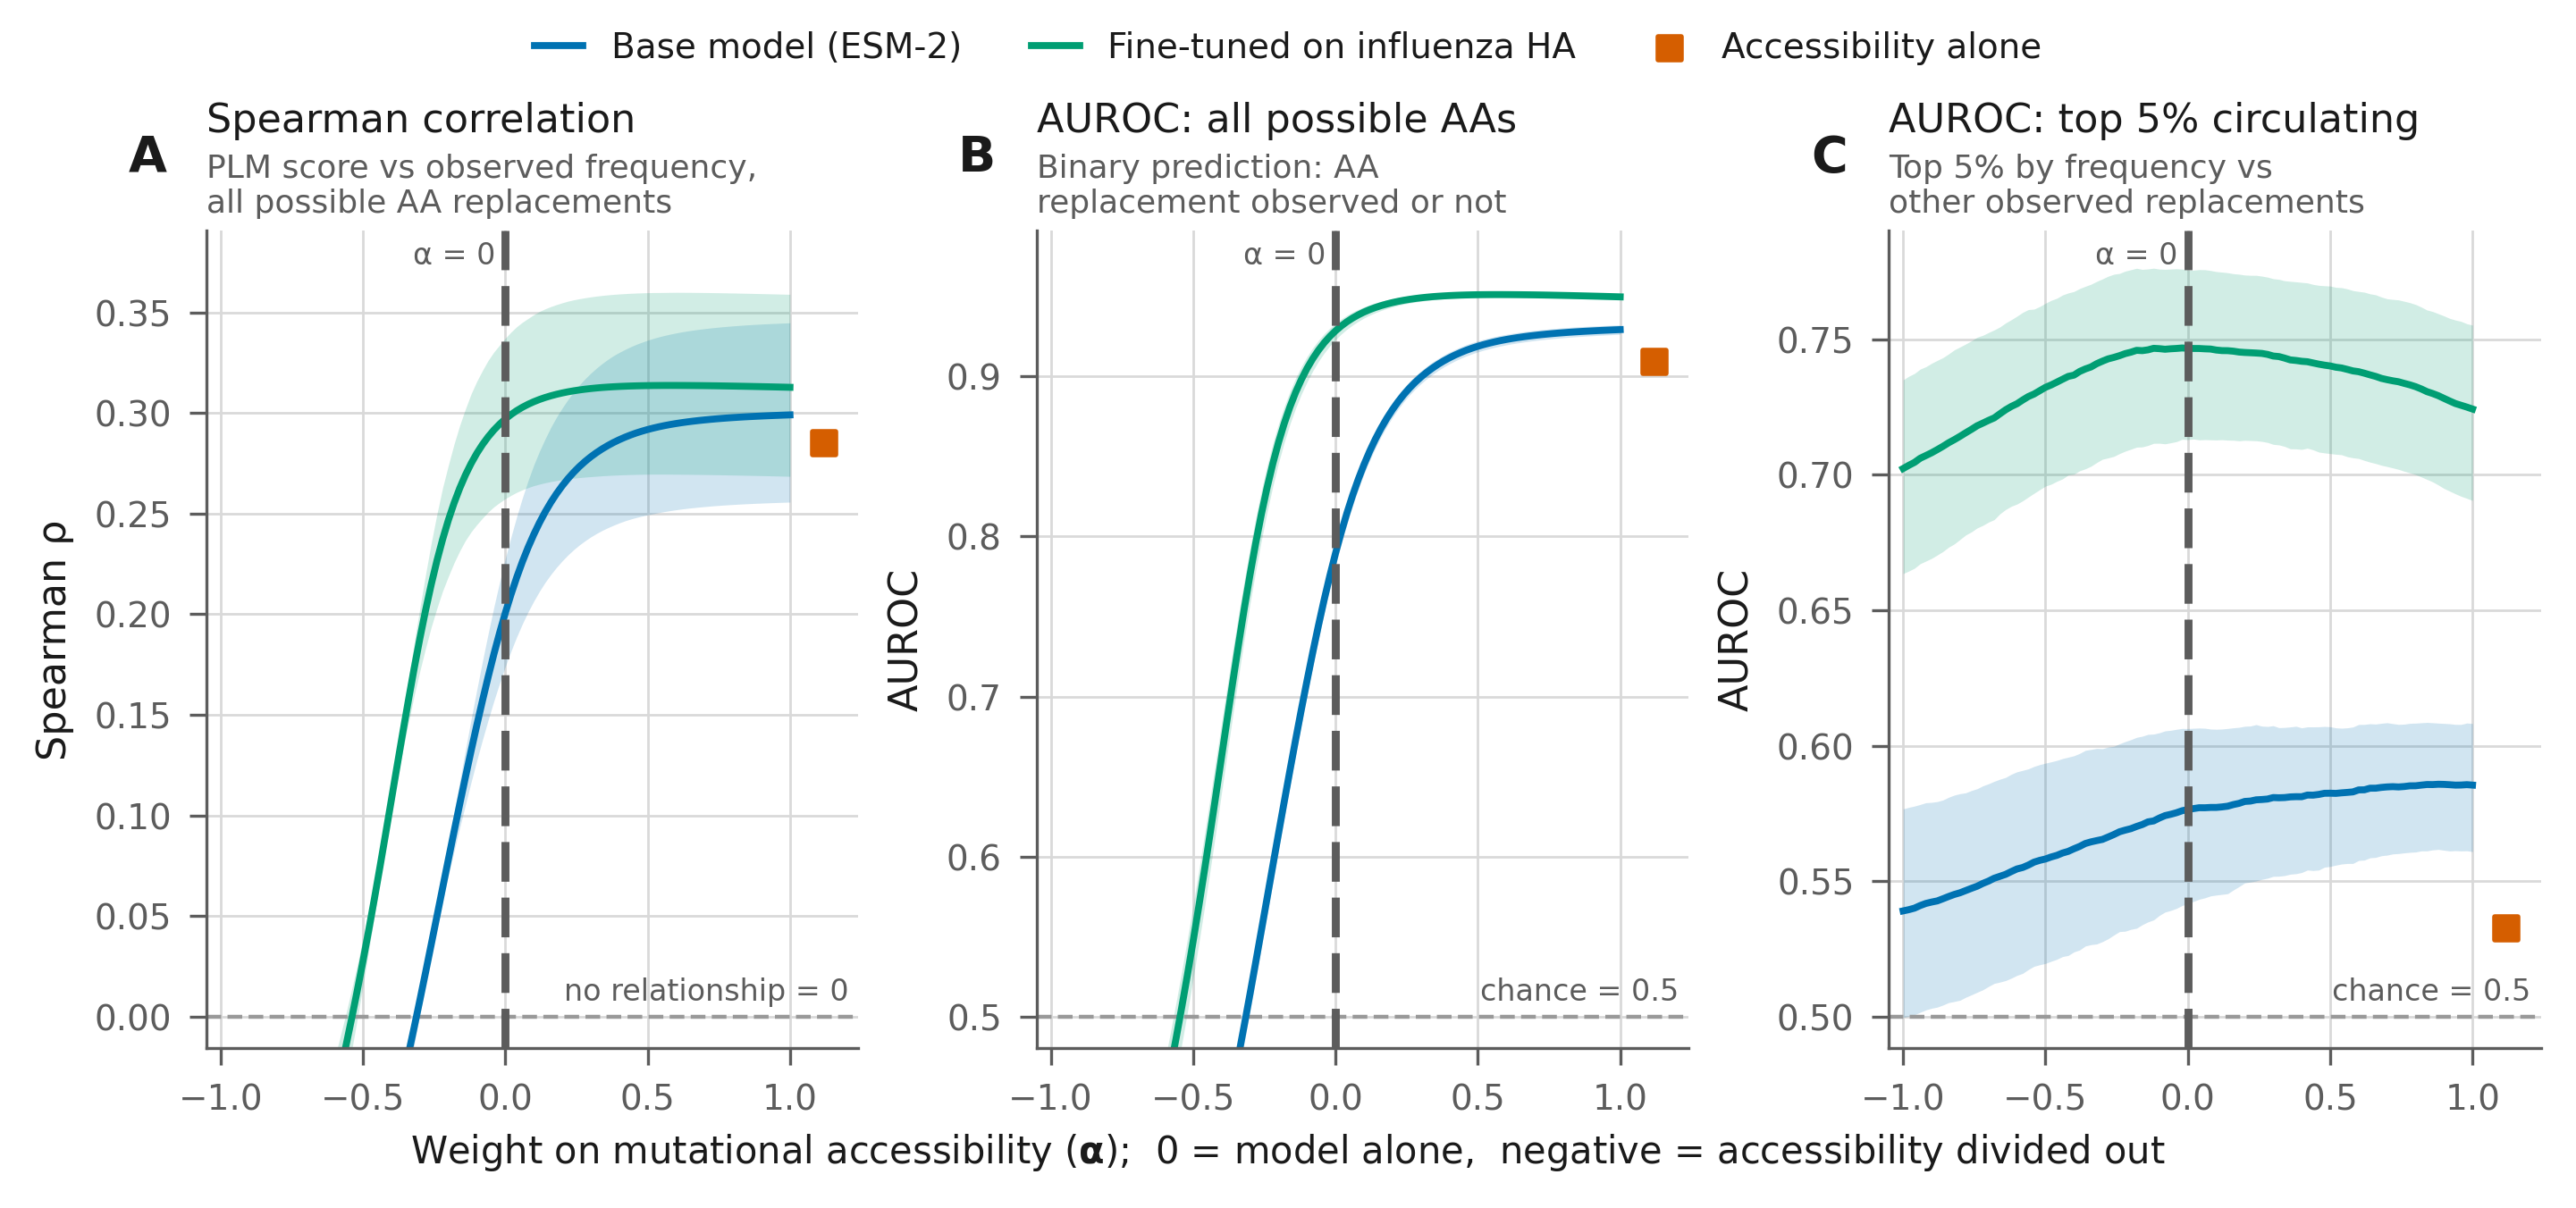 Base model (ESM-2)
Fine-tuned on influenza HA
Accessibility alone
A
Spearman correlation
PLM score vs observed frequency,
all possible AA replacements
α = 0
0.35
0.30
0.25
0.20
0.15
0.10
0.05
0.00
Spearman ρ
no relationship = 0
−1.0
−0.5
0.0
0.5
1.0
B
AUROC: all possible AAs
Binary prediction: AA
replacement observed or not
α = 0
0.9
0.8
0.7
0.6
0.5
AUROC
chance = 0.5
−1.0
−0.5
0.0
0.5
1.0
C
AUROC: top 5% circulating
Top 5% by frequency vs
other observed replacements
α = 0
0.75
0.70
0.65
0.60
0.55
0.50
AUROC
chance = 0.5
−1.0
−0.5
0.0
0.5
1.0
Weight on mutational accessibility (α);  0 = model alone,  negative = accessibility divided out